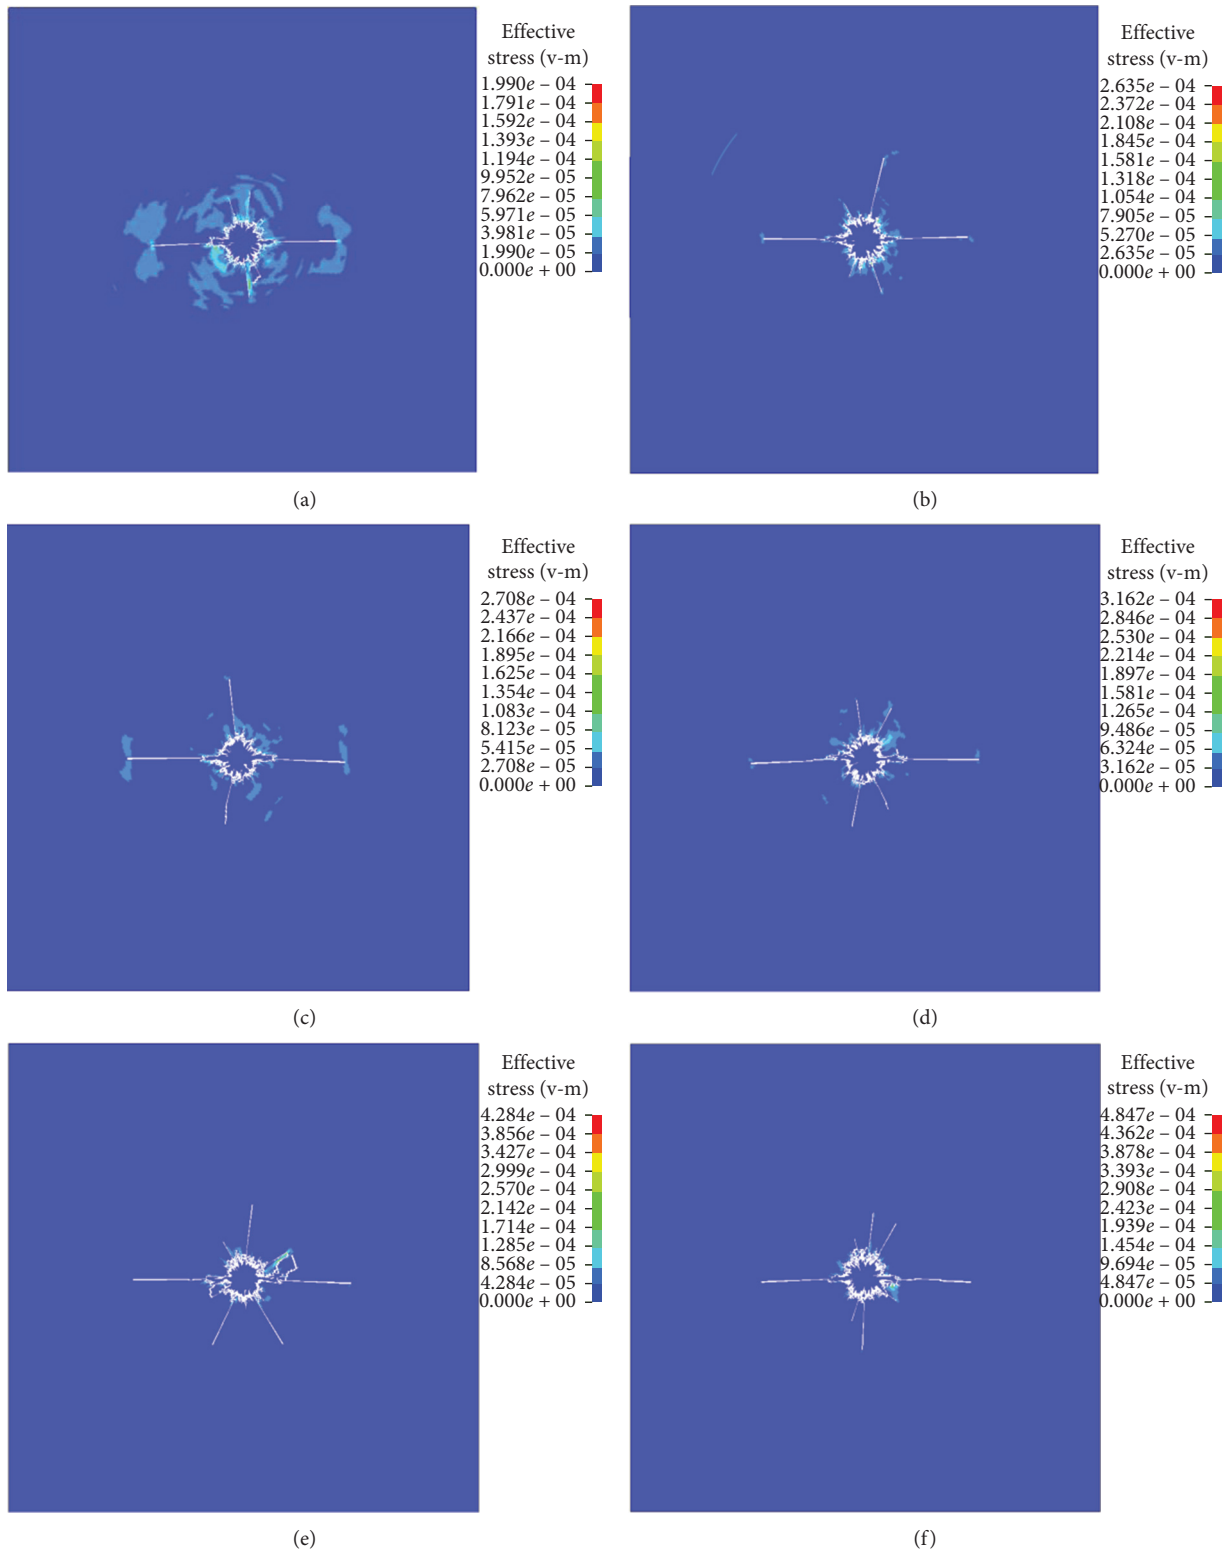 Effective
stress (v-m)
1.990e – 04
1.791e – 04
1.592e – 04
1.393e – 04
1.194e – 04
9.952e – 05
7.962e – 05
5.971e – 05
3.981e – 05
1.990e – 05
0.000e + 00
(a)
Effective
stress (v-m)
2.635e – 04
2.372e – 04
2.108e – 04
1.845e – 04
1.581e – 04
1.318e – 04
1.054e – 04
7.905e – 05
5.270e – 05
2.635e – 05
0.000e + 00
(b)
Effective
stress (v-m)
2.708e – 04
2.437e – 04
2.166e – 04
1.895e – 04
1.625e – 04
1.354e – 04
1.083e – 04
8.123e – 05
5.415e – 05
2.708e – 05
0.000e + 00
(c)
Effective
stress (v-m)
3.162e – 04
2.846e – 04
2.530e – 04
2.214e – 04
1.897e – 04
1.581e – 04
1.265e – 04
9.486e – 05
6.324e – 05
3.162e – 05
0.000e + 00
(d)
Effective
stress (v-m)
4.284e – 04
3.856e – 04
3.427e – 04
2.999e – 04
2.570e – 04
2.142e – 04
1.714e – 04
1.285e – 04
8.568e – 05
4.284e – 05
0.000e + 00
(e)
Effective
stress (v-m)
4.847e – 04
4.362e – 04
3.878e – 04
3.393e – 04
2.908e – 04
2.423e – 04
1.939e – 04
1.454e – 04
9.694e – 05
4.847e – 05
0.000e + 00
(f)